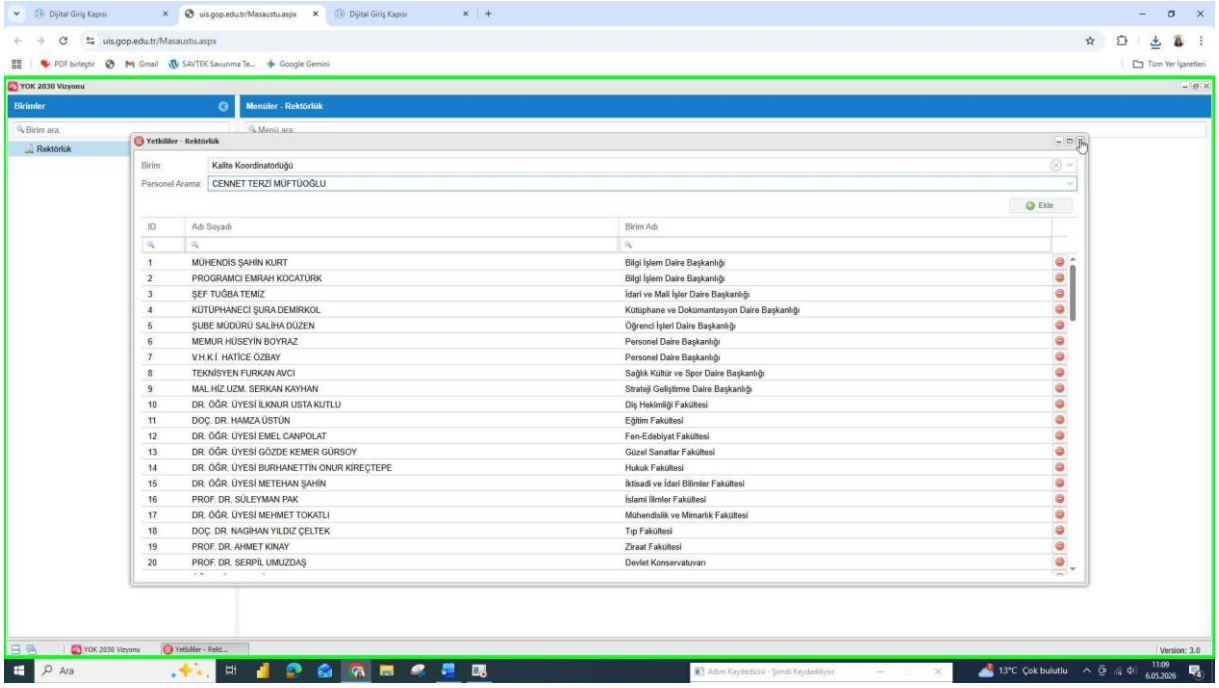 Dijital Giriş Kapısı
uis.gop.edu.tr/Masaustu.aspx
Dijital Giriş Kapısı
uis.gop.edu.tr/Masaustu.aspx
PDF birleştir
Gmail
SAVTEK Savunma Te...
Google Gemini
Tüm Yer İşaretleri
YOK 2030 Vizyonu
Birimler
Menüler - Rektörlük
Birim ara
Menü ara
Rektörlük
Yetkililer - Rektörlük
Birim: Kalite Koordinatörlüğü
Personel Arama: CENNET TERZİ MÜFTÜOĞLU
Ekle
ID Adı Soyadı Birim Adı
1 MÜHENDİS ŞAHİN KURT Bilgi İşlem Daire Başkanlığı
2 PROGRAMCI EMRAH KOCATÜRK Bilgi İşlem Daire Başkanlığı
3 ŞEF TUĞBA TEMİZ İdari ve Mali İşler Daire Başkanlığı
4 KÜTÜPHANECİ ŞURA DEMİRKOL Kütüphane ve Dokümantasyon Daire Başkanlığı
5 ŞUBE MÜDÜRÜ SALİHA DÜZEN Öğrenci İşleri Daire Başkanlığı
6 MEMUR HÜSEYİN BOYRAZ Personel Daire Başkanlığı
7 V.H.K.İ. HATİCE ÖZBAY Personel Daire Başkanlığı
8 TEKNİSYEN FURKAN AVCI Sağlık Kültür ve Spor Daire Başkanlığı
9 MAL.HİZ.UZM. SERKAN KAYHAN Strateji Geliştirme Daire Başkanlığı
10 DR. ÖĞR. ÜYESİ İLKNUR USTA KUTLU Diş Hekimliği Fakültesi
11 DOÇ. DR. HAMZA ÜSTÜN Eğitim Fakültesi
12 DR. ÖĞR. ÜYESİ EMEL CANPOLAT Fen-Edebiyat Fakültesi
13 DR. ÖĞR. ÜYESİ GÖZDE KEMER GÜRSOY Güzel Sanatlar Fakültesi
14 DR. ÖĞR. ÜYESİ BURHANETTİN ONUR KİREÇTEPE Hukuk Fakültesi
15 DR. ÖĞR. ÜYESİ METEHAN ŞAHİN İktisadi ve İdari Bilimler Fakültesi
16 PROF. DR. SÜLEYMAN PAK İslami İlimler Fakültesi
17 DR. ÖĞR. ÜYESİ MEHMET TOKATLI Mühendislik ve Mimarlık Fakültesi
18 DOÇ. DR. NAGİHAN YILDIZ ÇELTEK Tıp Fakültesi
19 PROF. DR. AHMET KINAY Ziraat Fakültesi
20 PROF. DR. SERPİL UMUZDAŞ Devlet Konservatuvarı
YOK 2030 Vizyonu
Yetkililer - Rekt...
Version: 3.0
Ara
Adım Kaydedicisi - Şimdi Kaydediliyor
13°C Çok bulutlu
11:09
6.05.2026